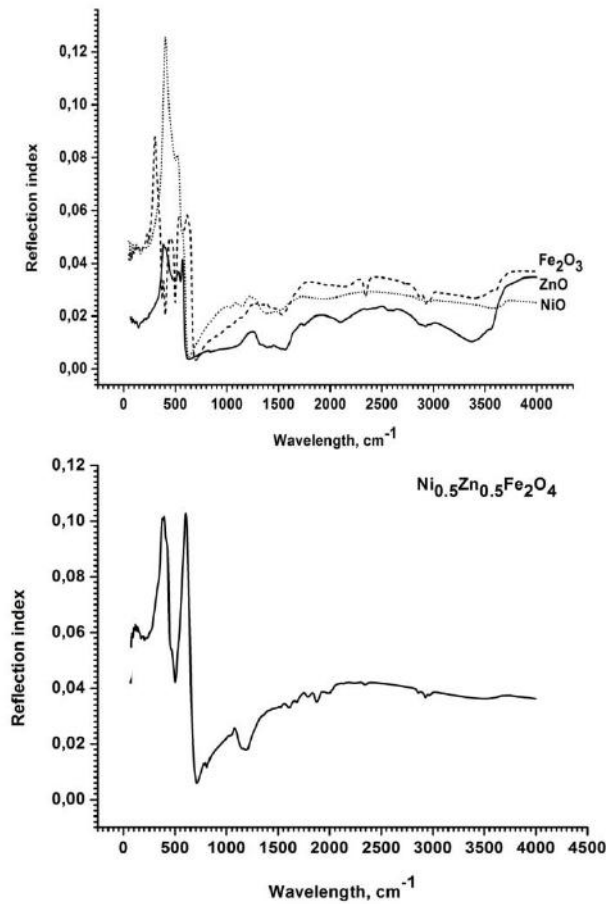 0,12
0,10
0,08
0,06
0,04
0,02
0,00
Reflection index
Fe2O3
ZnO
NiO
0 500 1000 1500 2000 2500 3000 3500 4000
Wavelength, cm-1
Ni0.5Zn0.5Fe2O4
0,12
0,10
0,08
0,06
0,04
0,02
0,00
Reflection index
0 500 1000 1500 2000 2500 3000 3500 4000 4500
Wavelength, cm-1